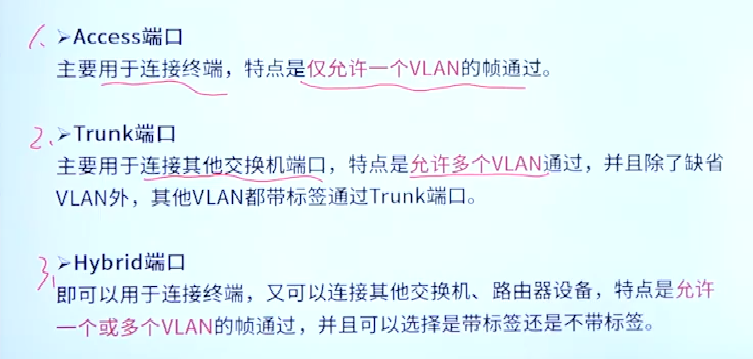 1、➢Access端口
主要用于连接终端，特点是仅允许一个VLAN的帧通过。
2、➢Trunk端口
主要用于连接其他交换机端口，特点是允许多个VLAN通过，并且除了缺省
VLAN外，其他VLAN都带标签通过Trunk端口。
3、➢Hybrid端口
即可以用于连接终端，又可以连接其他交换机、路由器设备，特点是允许
一个或多个VLAN的帧通过，并且可以选择是带标签还是不带标签。